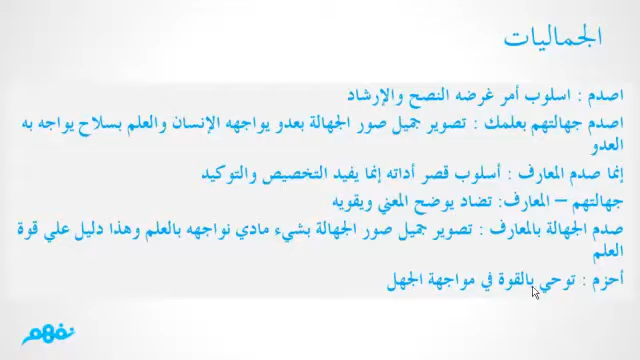 الجماليات
اصدم : اسلوب أمر غرضه النصح والإرشاد
اصدم جهالتهم بعلمك : تصوير جميل صور الجهالة بعدو يواجهه الإنسان والعلم بسلاح يواجه به
العدو
إنما صدم المعارف : أسلوب قصر أداته إنما يفيد التخصيص والتوكيد
جهالتهم – المعارف: تضاد يوضح المعني ويقويه
صدم الجهالة بالمعارف : تصوير جميل صور الجهالة بشيء مادي نواجهه بالعلم وهذا دليل علي قوة
العلم
أحزم : توحي بالقوة في مواجهة الجهل
نفهم